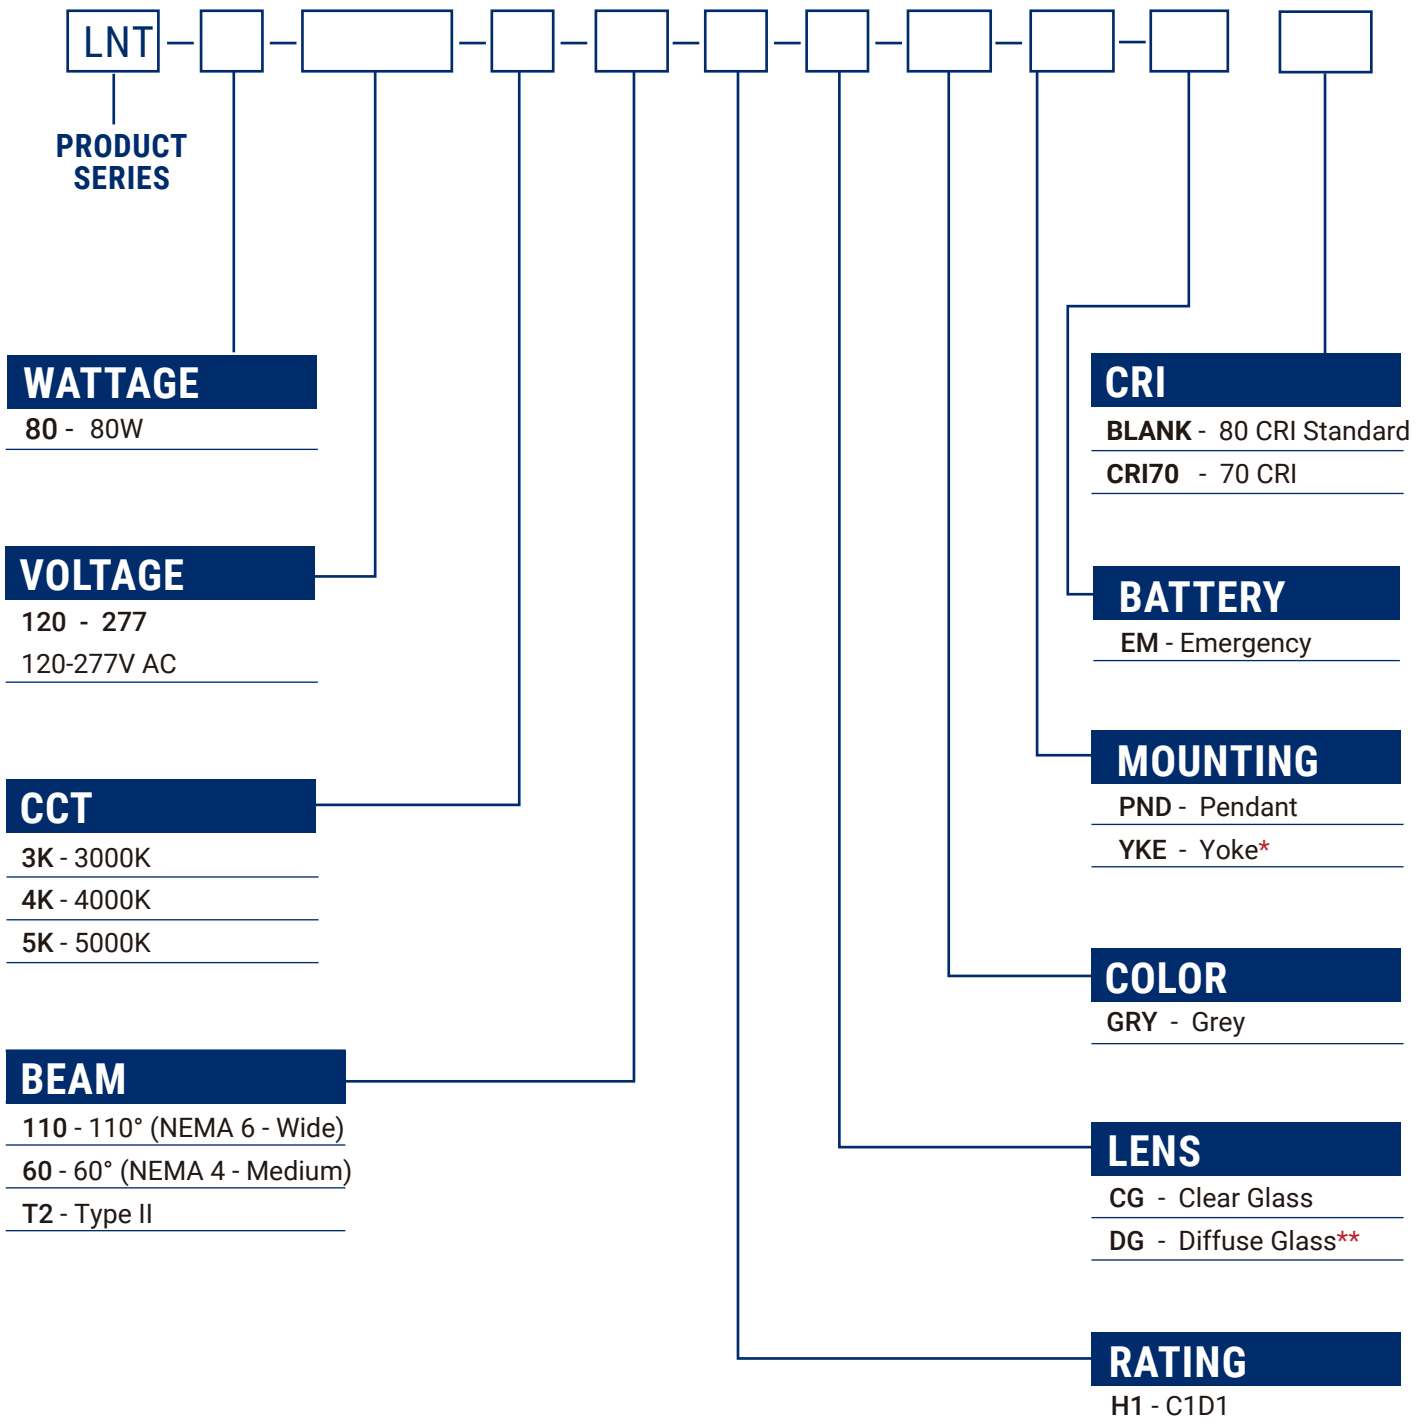 LNT
PRODUCT
SERIES
WATTAGE
80 - 80W
VOLTAGE
120 - 277
120-277V AC
CCT
3K - 3000K
4K - 4000K
5K - 5000K
BEAM
110 - 110° (NEMA 6 - Wide)
60 - 60° (NEMA 4 - Medium)
T2 - Type II
CRI
BLANK - 80 CRI Standard
CRI70 - 70 CRI
BATTERY
EM - Emergency
MOUNTING
PND - Pendant
YKE - Yoke*
COLOR
GRY - Grey
LENS
CG - Clear Glass
DG - Diffuse Glass**
RATING
H1 - C1D1